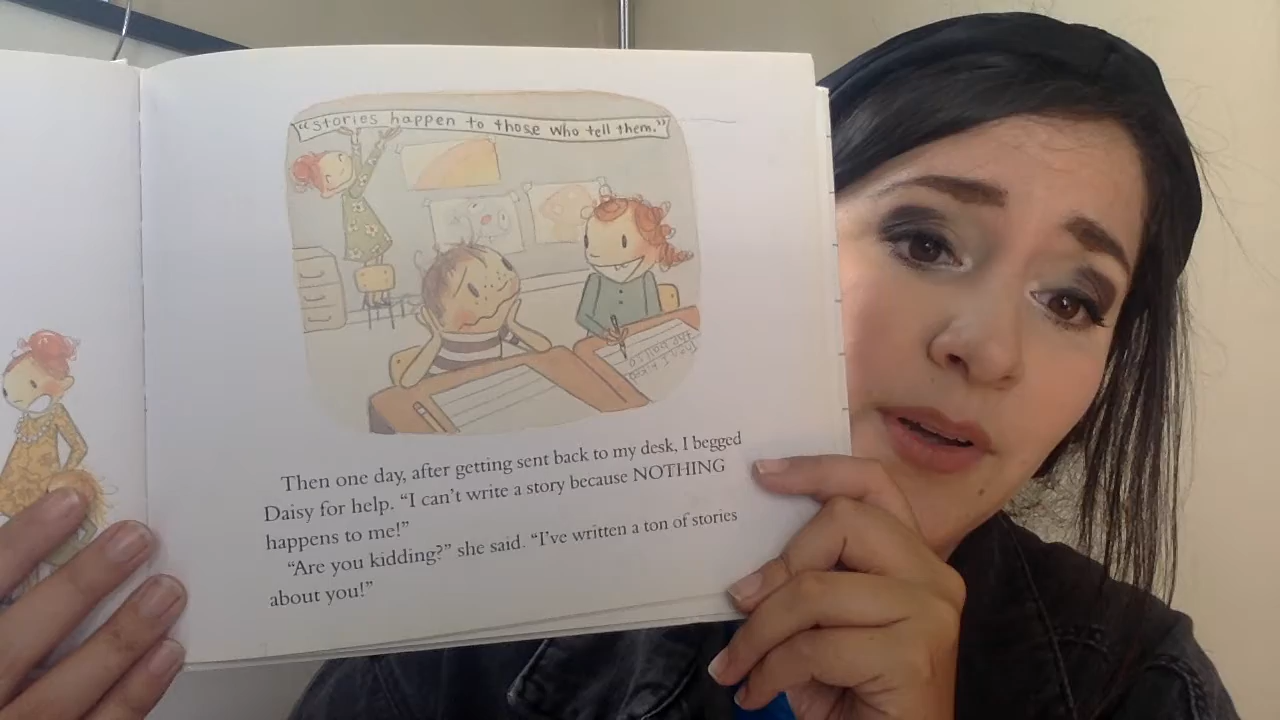 "Stories happen to those who tell them."
Then one day, after getting sent back to my desk, I begged
Daisy for help. “I can’t write a story because NOTHING
happens to me!”
“Are you kidding?” she said. “I’ve written a ton of stories
about you!”